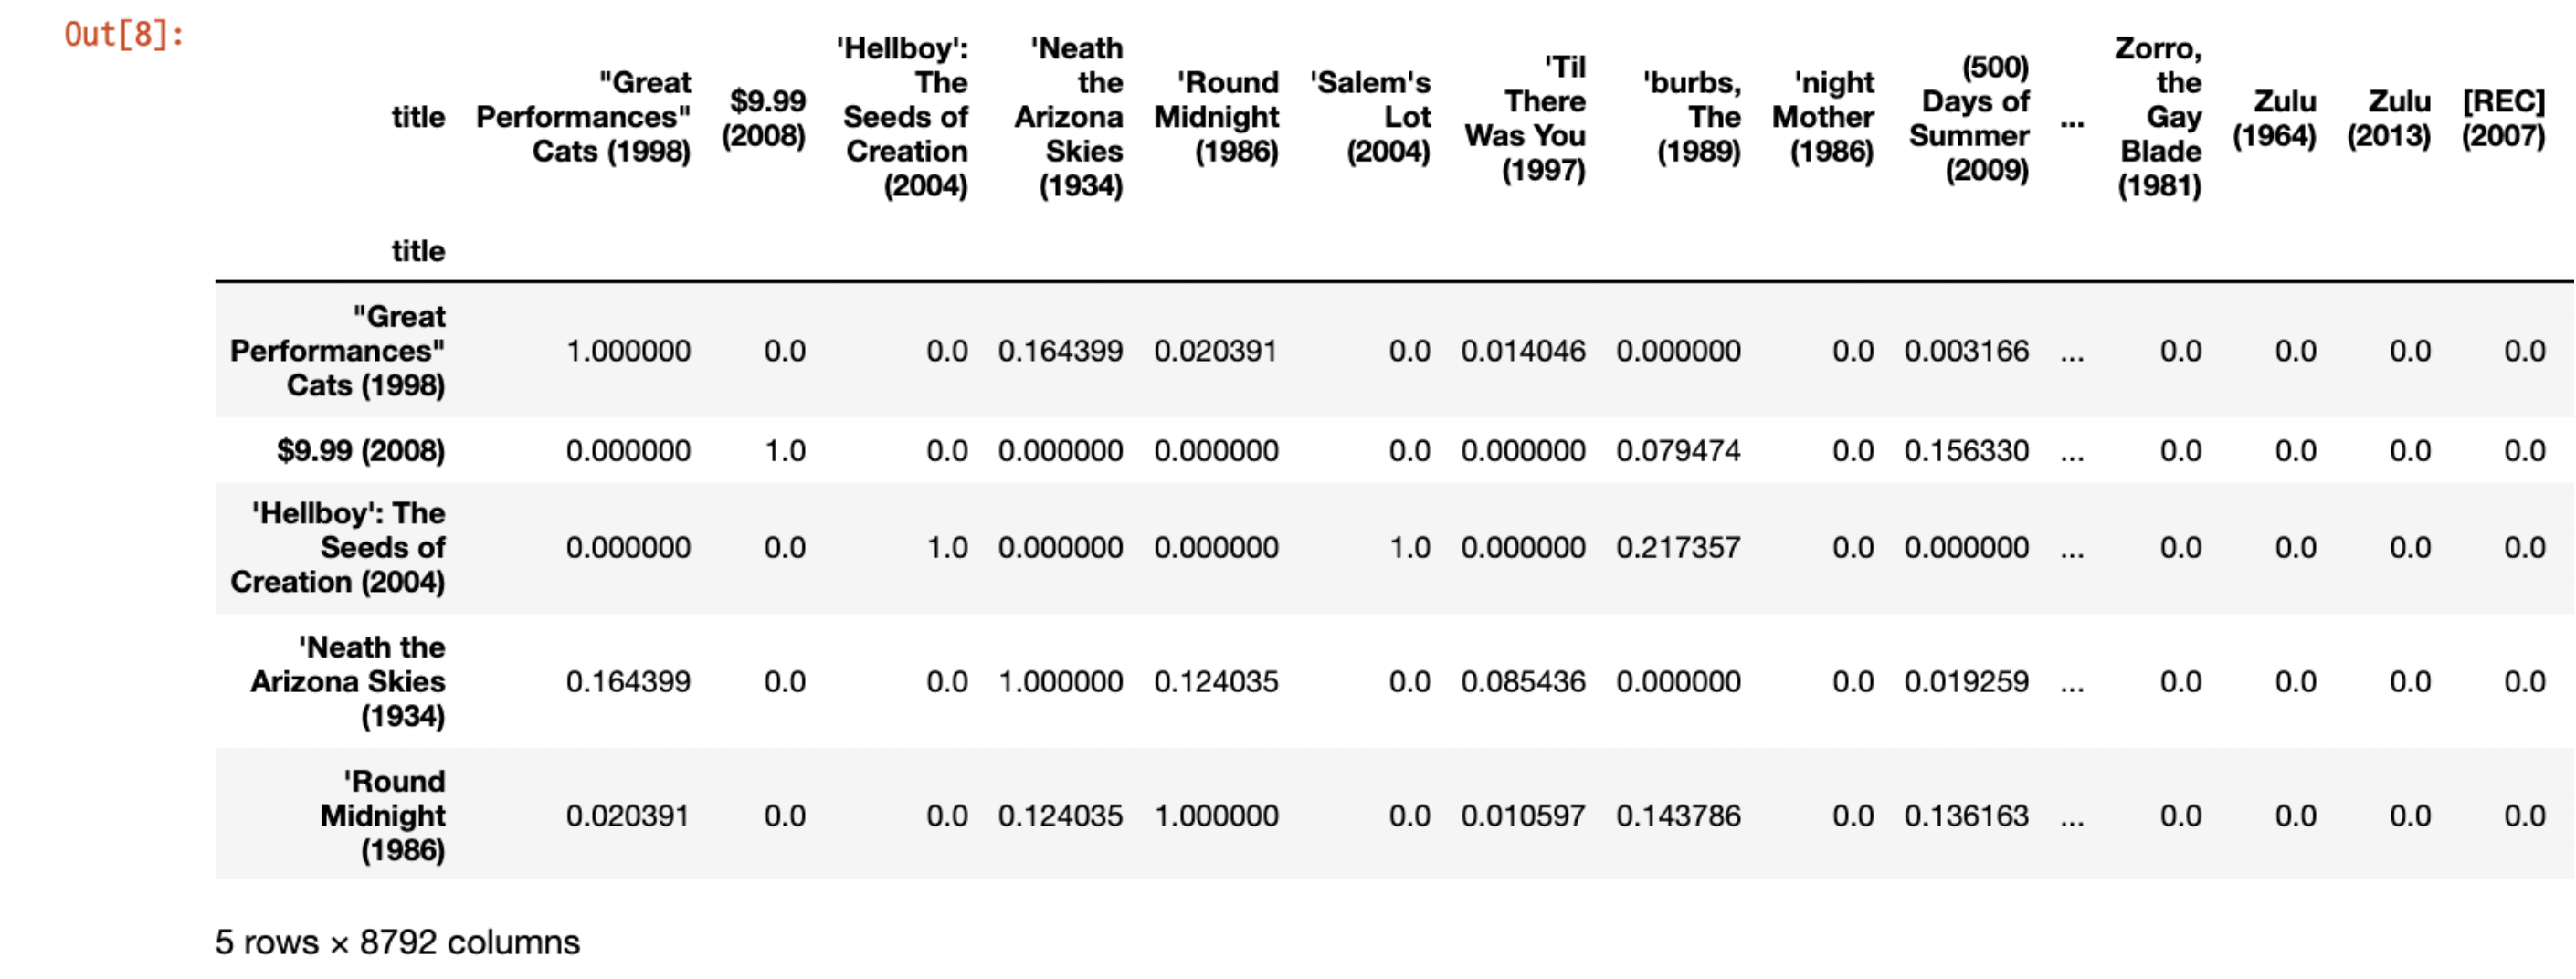 Out[8]:
title "Great Performances" Cats (1998) $9.99 (2008) 'Hellboy': The Seeds of Creation (2004) 'Neath the Arizona Skies (1934) 'Round Midnight (1986) 'Salem's Lot (2004) 'Til There Was You (1997) 'burbs, The (1989) 'night Mother (1986) (500) Days of Summer (2009) ... Zorro, the Gay Blade (1981) Zulu (1964) Zulu (2013) [REC] (2007)
title
"Great Performances" Cats (1998) 1.000000 0.0 0.0 0.164399 0.020391 0.0 0.014046 0.000000 0.0 0.003166 ... 0.0 0.0 0.0 0.0
$9.99 (2008) 0.000000 1.0 0.0 0.000000 0.000000 0.0 0.000000 0.079474 0.0 0.156330 ... 0.0 0.0 0.0 0.0
'Hellboy': The Seeds of Creation (2004) 0.000000 0.0 1.0 0.000000 0.000000 1.0 0.000000 0.217357 0.0 0.000000 ... 0.0 0.0 0.0 0.0
'Neath the Arizona Skies (1934) 0.164399 0.0 0.0 1.000000 0.124035 0.0 0.085436 0.000000 0.0 0.019259 ... 0.0 0.0 0.0 0.0
'Round Midnight (1986) 0.020391 0.0 0.0 0.124035 1.000000 0.0 0.010597 0.143786 0.0 0.136163 ... 0.0 0.0 0.0 0.0
5 rows × 8792 columns